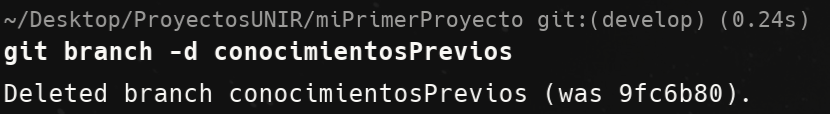 ~/Desktop/ProyectosUNIR/miPrimerProyecto git:(develop) (0.24s)
git branch -d conocimientosPrevios
Deleted branch conocimientosPrevios (was 9fc6b80).